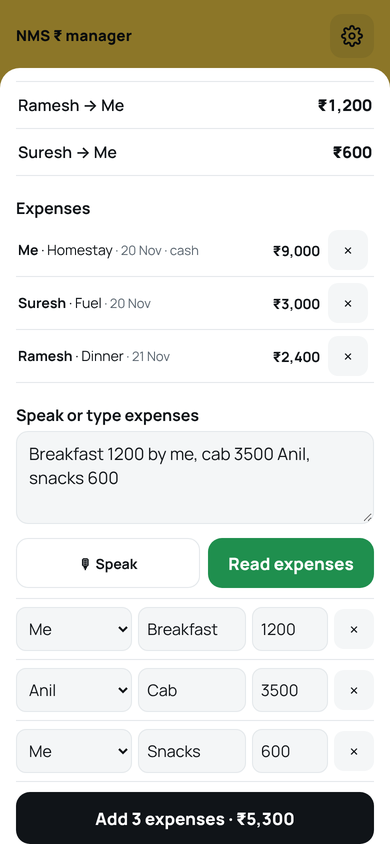 NMS ₹ manager
Ramesh → Me ₹1,200
Suresh → Me ₹600
Expenses
Me · Homestay · 20 Nov · cash ₹9,000 ×
Suresh · Fuel · 20 Nov ₹3,000 ×
Ramesh · Dinner · 21 Nov ₹2,400 ×
Speak or type expenses
Breakfast 1200 by me, cab 3500 Anil,
snacks 600
🎙 Speak Read expenses
Me Breakfast 1200 ×
Anil Cab 3500 ×
Me Snacks 600 ×
Add 3 expenses · ₹5,300